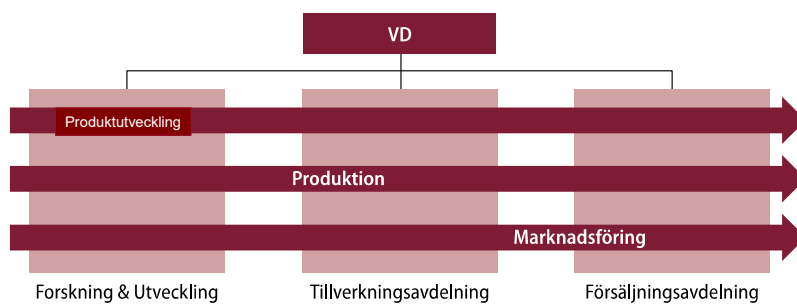 VD
Produktutveckling
Produktion
Marknadsföring
Forskning & Utveckling
Tillverkningsavdelning
Försäljningsavdelning